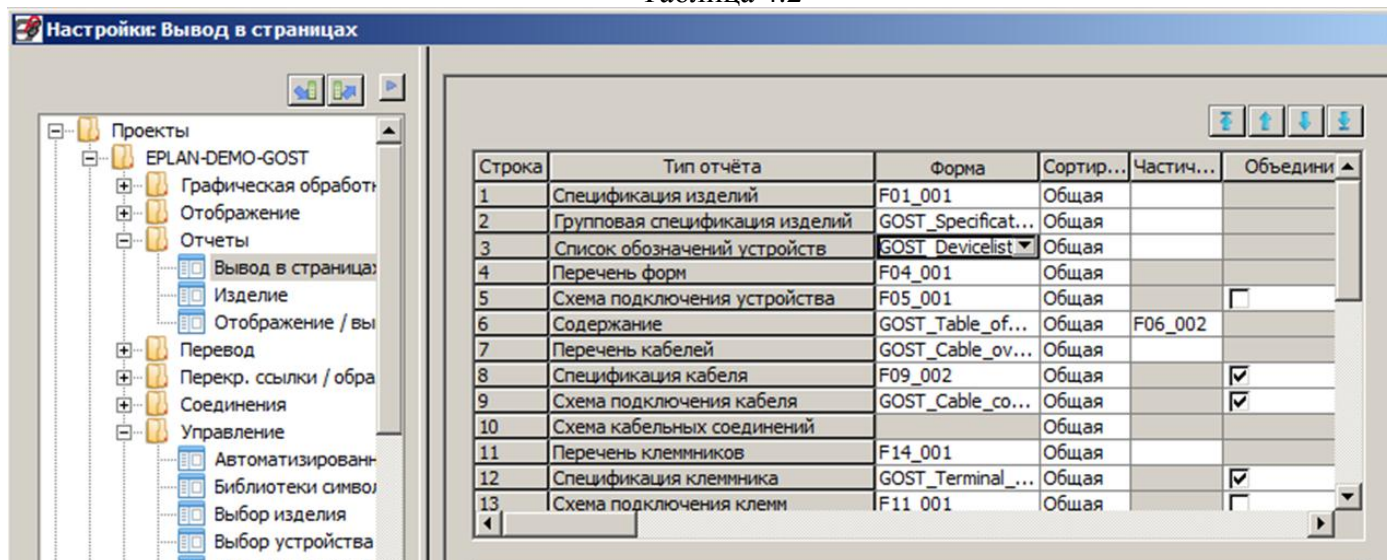 Таблица 4.2
Настройки: Вывод в страницах
Проекты
EPLAN-DEMO-GOST
Графическая обработк
Отображение
Отчеты
Вывод в страницах
Изделие
Отображение / вы
Перевод
Перекр. ссылки / обра
Соединения
Управление
Автоматизированн
Библиотеки символ
Выбор изделия
Выбор устройства
Строка Тип отчёта Форма Сортир... Частич... Объедини
1 Спецификация изделий F01_001 Общая
2 Групповая спецификация изделий GOST_Specificat... Общая
3 Список обозначений устройств GOST_Devicelist Общая
4 Перечень форм F04_001 Общая
5 Схема подключения устройства F05_001 Общая
6 Содержание GOST_Table_of... Общая F06_002
7 Перечень кабелей GOST_Cable_ov... Общая
8 Спецификация кабеля F09_002 Общая
9 Схема подключения кабеля GOST_Cable_co... Общая
10 Схема кабельных соединений Общая
11 Перечень клеммников F14_001 Общая
12 Спецификация клеммника GOST_Terminal_... Общая
13 Схема подключения клемм F11_001 Общая